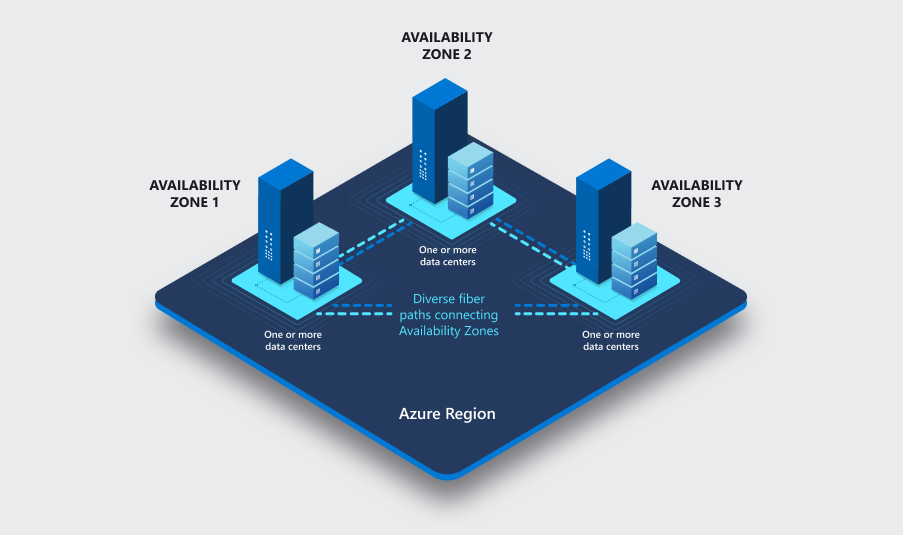 AVAILABILITY
ZONE 2
AVAILABILITY
ZONE 1
AVAILABILITY
ZONE 3
One or more
data centers
Diverse fiber
paths connecting
Availability Zones
One or more
data centers
One or more
data centers
Azure Region